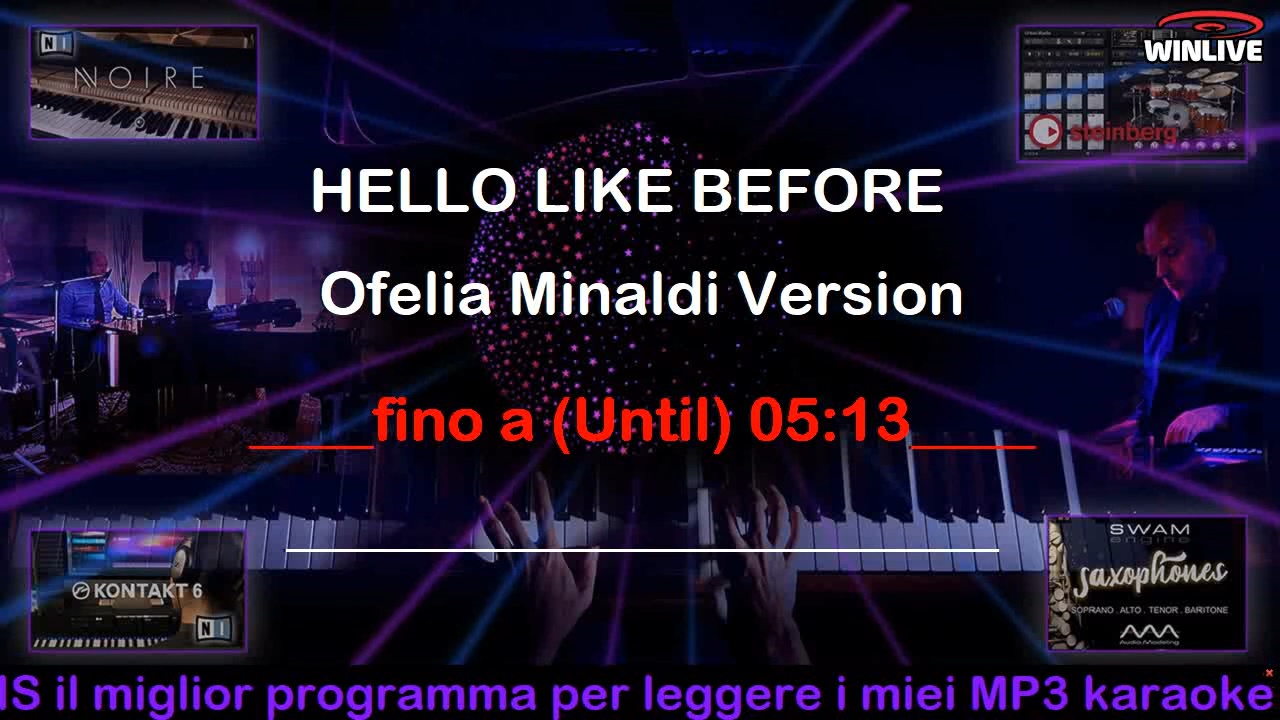 NOIRE
WINLIVE
steinberg
HELLO LIKE BEFORE
Ofelia Minaldi Version
____fino a (Until) 05:13____
KONTAKT 6
SWAM
engine
saxophones
SOPRANO . ALTO . TENOR . BARITONE
Audio Modeling
IS il miglior programma per leggere i miei MP3 karaoke